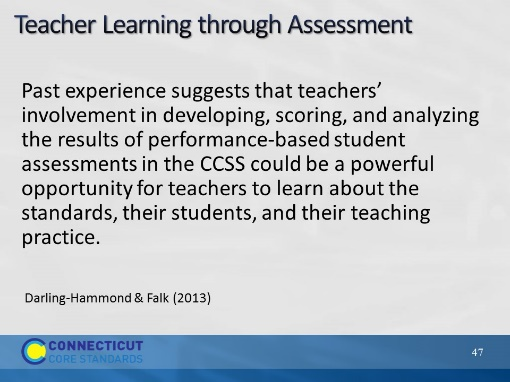 Teacher Learning through Assessment
Past experience suggests that teachers’
involvement in developing, scoring, and analyzing
the results of performance-based student
assessments in the CCSS could be a powerful
opportunity for teachers to learn about the
standards, their students, and their teaching
practice.
Darling-Hammond & Falk (2013)
CONNECTICUT
CORE STANDARDS
47